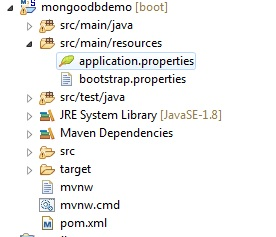 mongoodbdemo [boot]
src/main/java
src/main/resources
application.properties
bootstrap.properties
src/test/java
JRE System Library [JavaSE-1.8]
Maven Dependencies
src
target
mvnw
mvnw.cmd
pom.xml